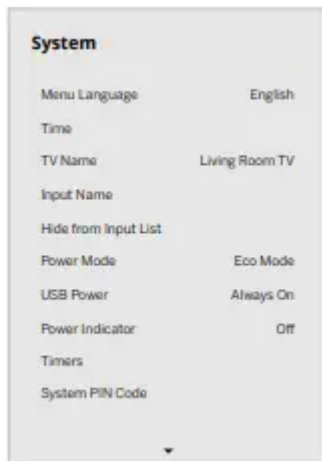 System
Menu Language English
Time
TV Name Living Room TV
Input Name
Hide from Input List
Power Mode Eco Mode
USB Power Always On
Power Indicator Off
Timers
System PIN Code